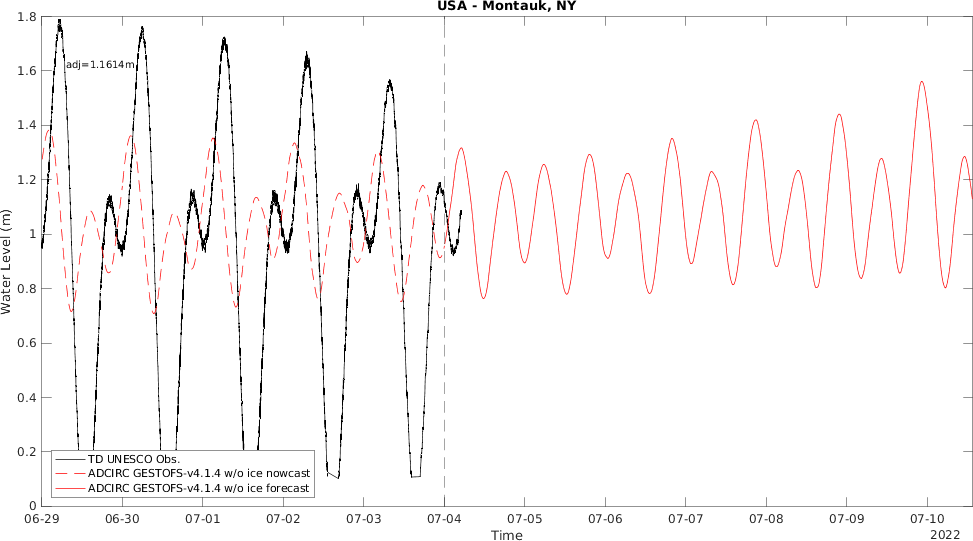 USA - Montauk, NY
1.8
1.6
1.4
1.2
1
0.8
0.6
0.4
0.2
0
Water Level (m)
adj=1.1614m
TD UNESCO Obs.
ADCIRC GESTOFS-v4.1.4 w/o ice nowcast
ADCIRC GESTOFS-v4.1.4 w/o ice forecast
06-29 06-30 07-01 07-02 07-03 07-04 07-05 07-06 07-07 07-08 07-09 07-10
Time
2022